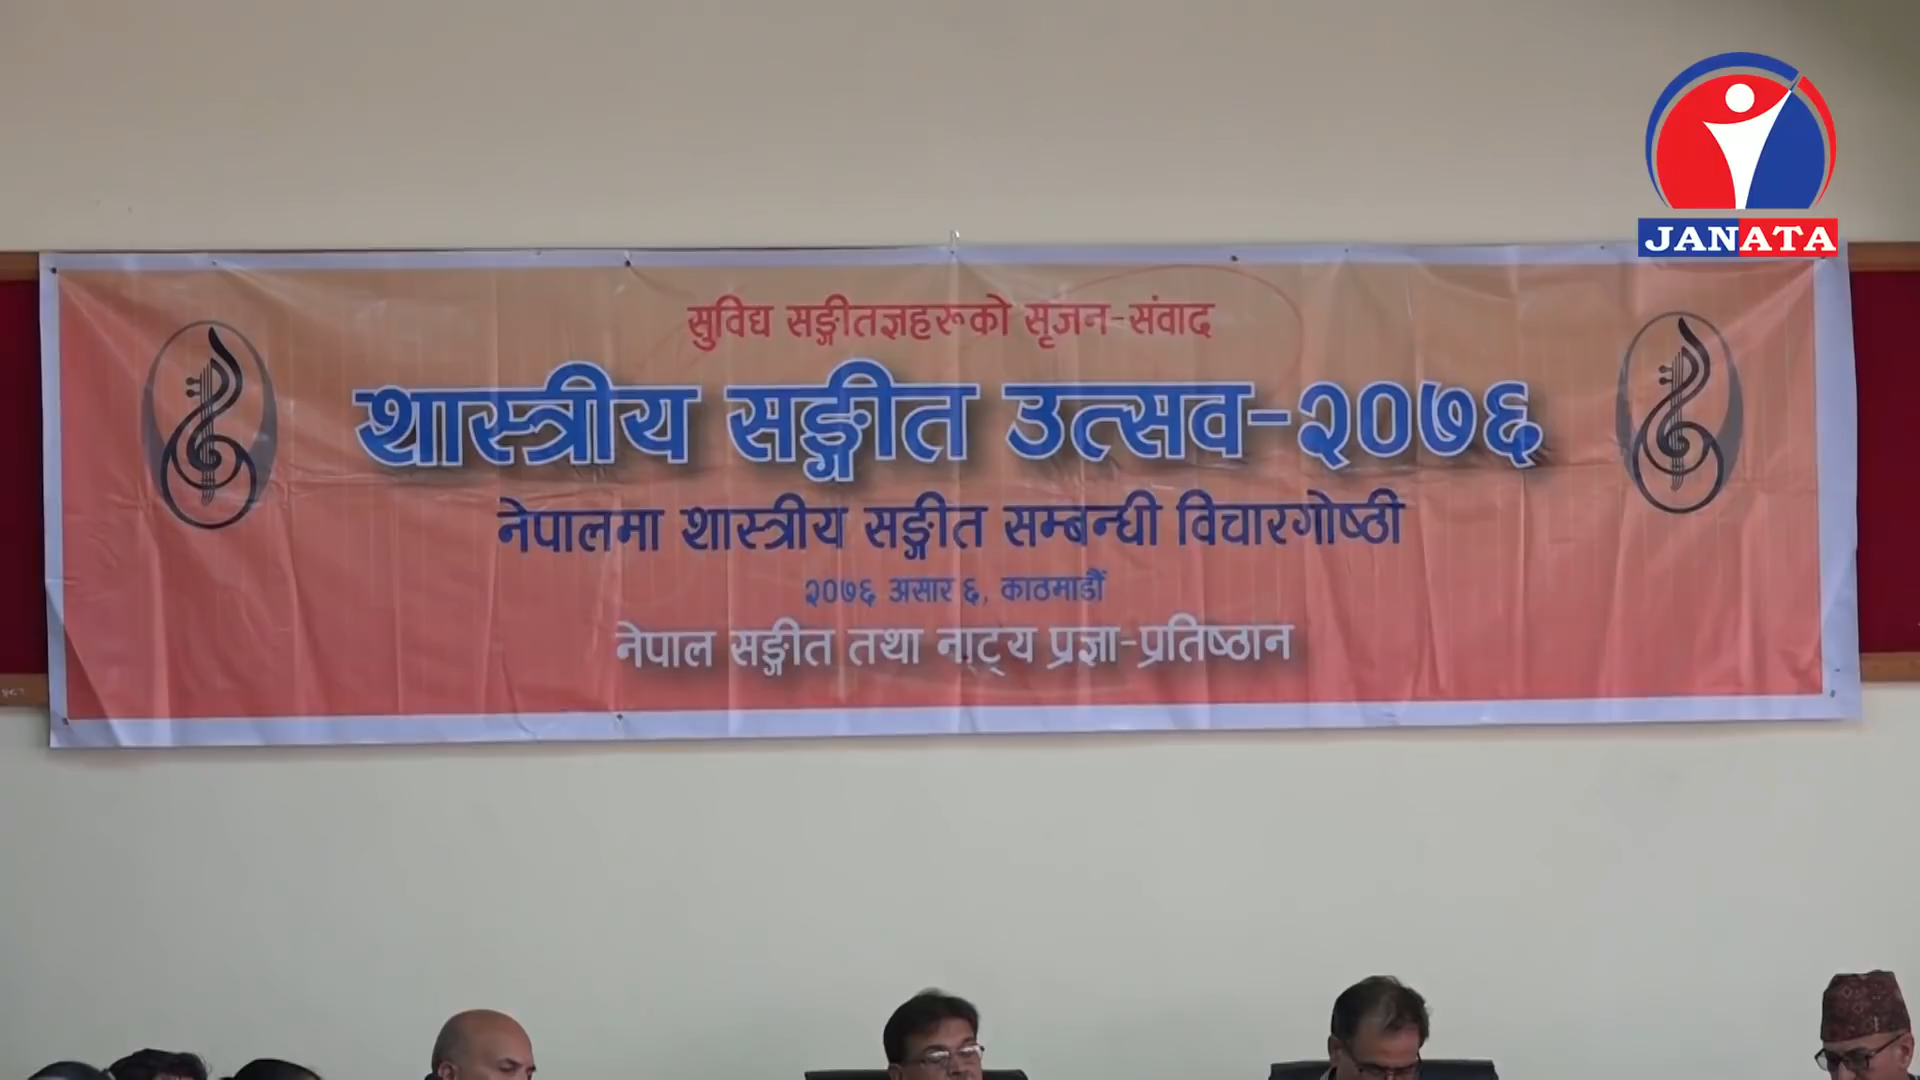 JANATA
सुविद्य सङ्गीतज्ञहरूको सृजन-संवाद
शास्त्रीय सङ्गीत उत्सव-२०७६
नेपालमा शास्त्रीय सङ्गीत सम्बन्धी विचारगोष्ठी
२०७६ असार ६, काठमाडौं
नेपाल सङ्गीत तथा नाट्य प्रज्ञा-प्रतिष्ठान